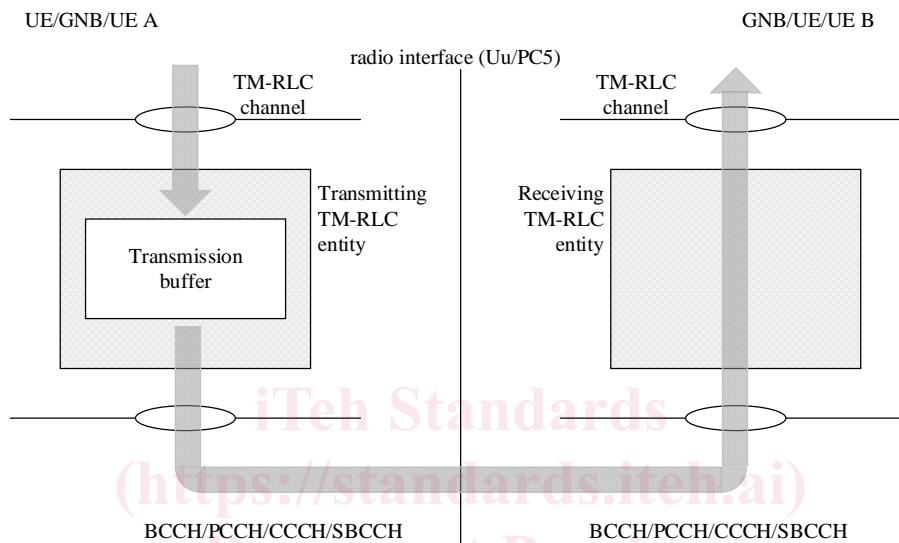 UE/GNB/UE A
GNB/UE/UE B
radio interface (Uu/PC5)
TM-RLC
channel
TM-RLC
channel
Transmitting
TM-RLC
entity
Receiving
TM-RLC
entity
Transmission
buffer
iTeh Standards
(https://standards.iteh.ai)
BCCH/PCCH/CCCH/SBCCH
BCCH/PCCH/CCCH/SBCCH